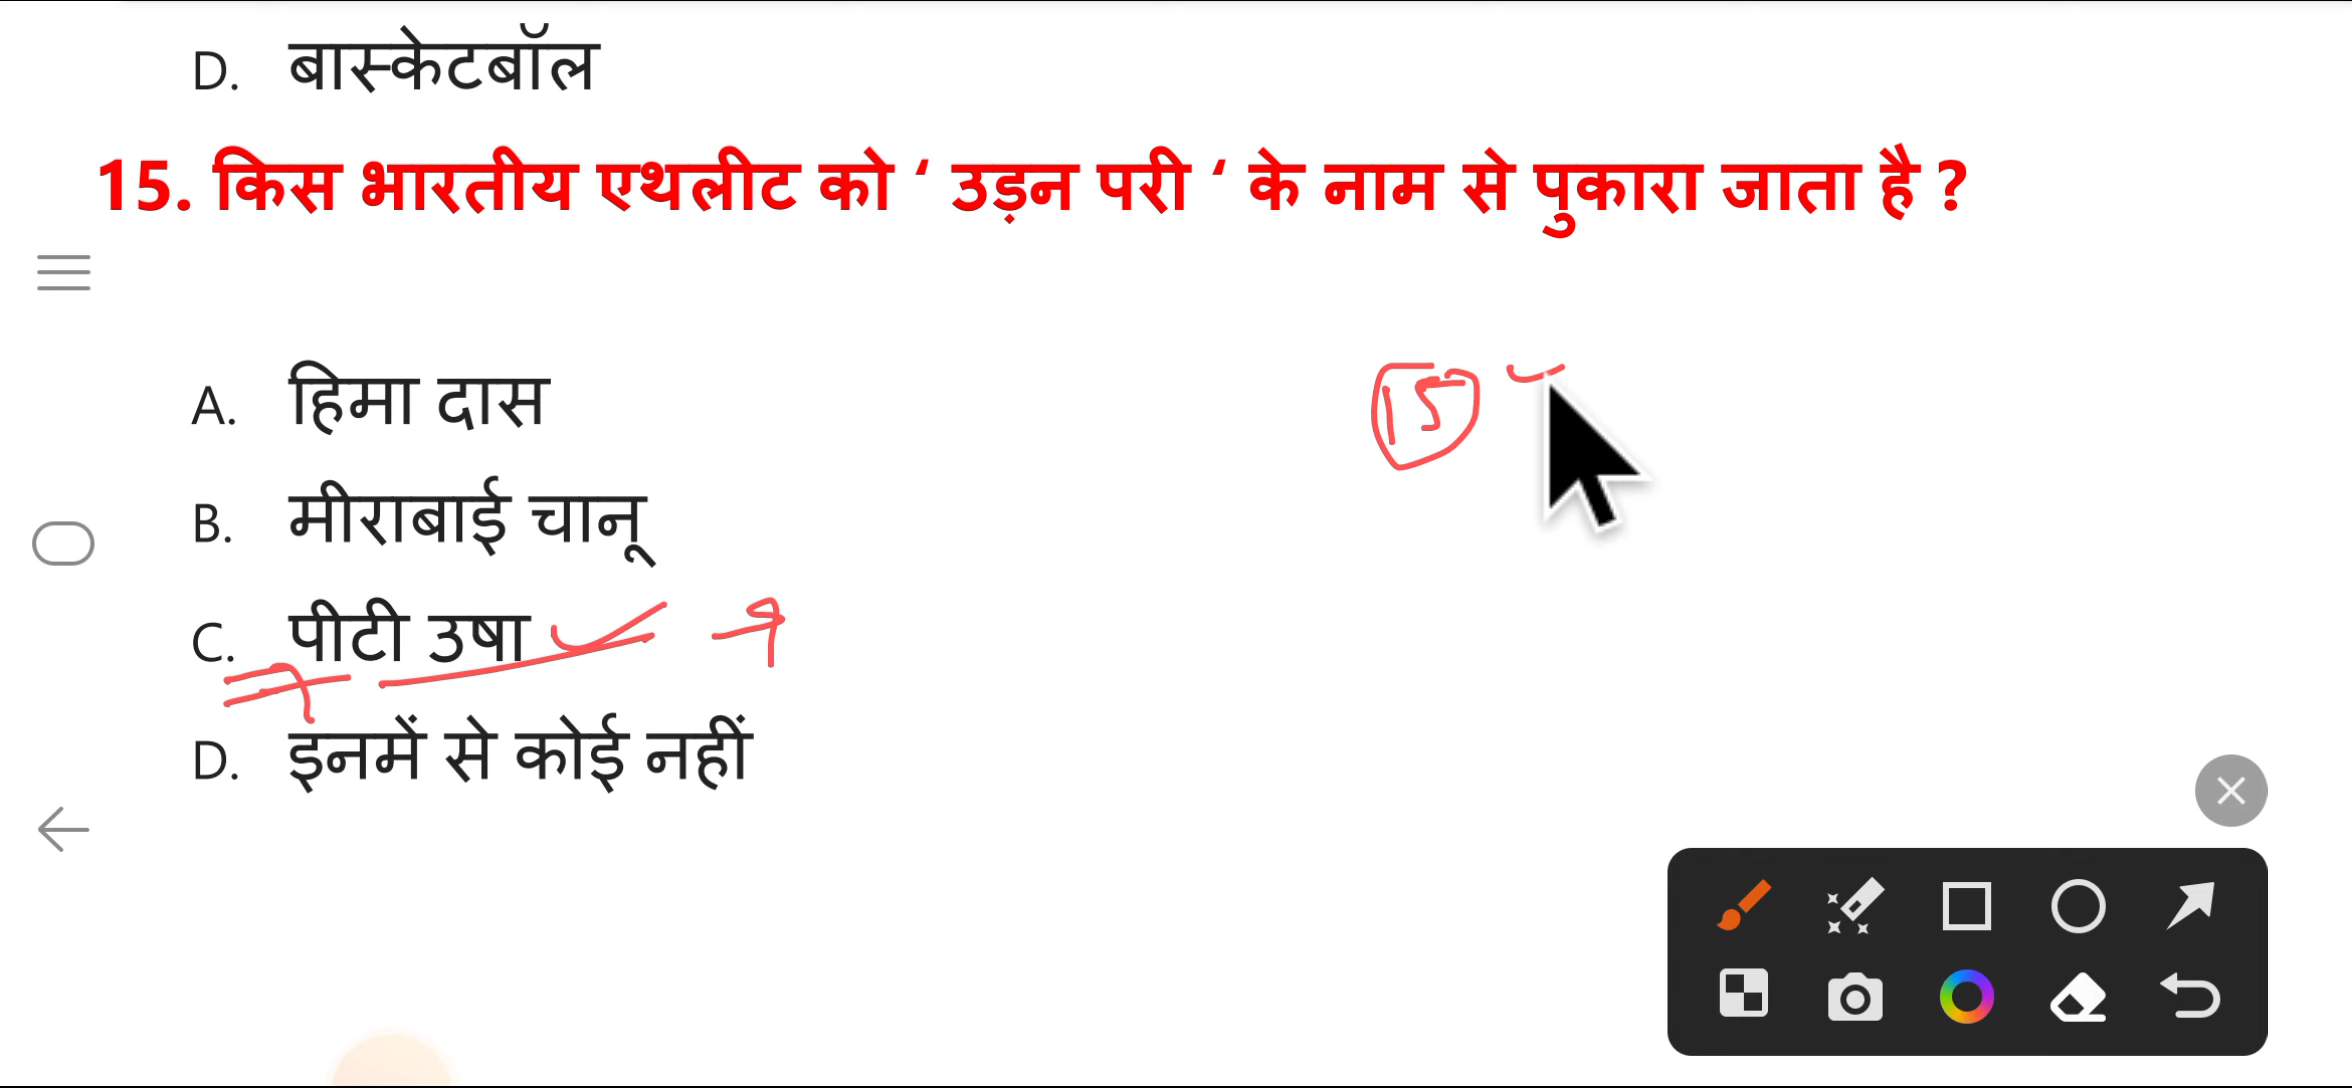 D. बास्केटबॉल
15. किस भारतीय एथलीट को ‘ उड़न परी ‘ के नाम से पुकारा जाता है ?
A. हिमा दास
15
B. मीराबाई चानू
C. पीटी उषा
D. इनमें से कोई नहीं